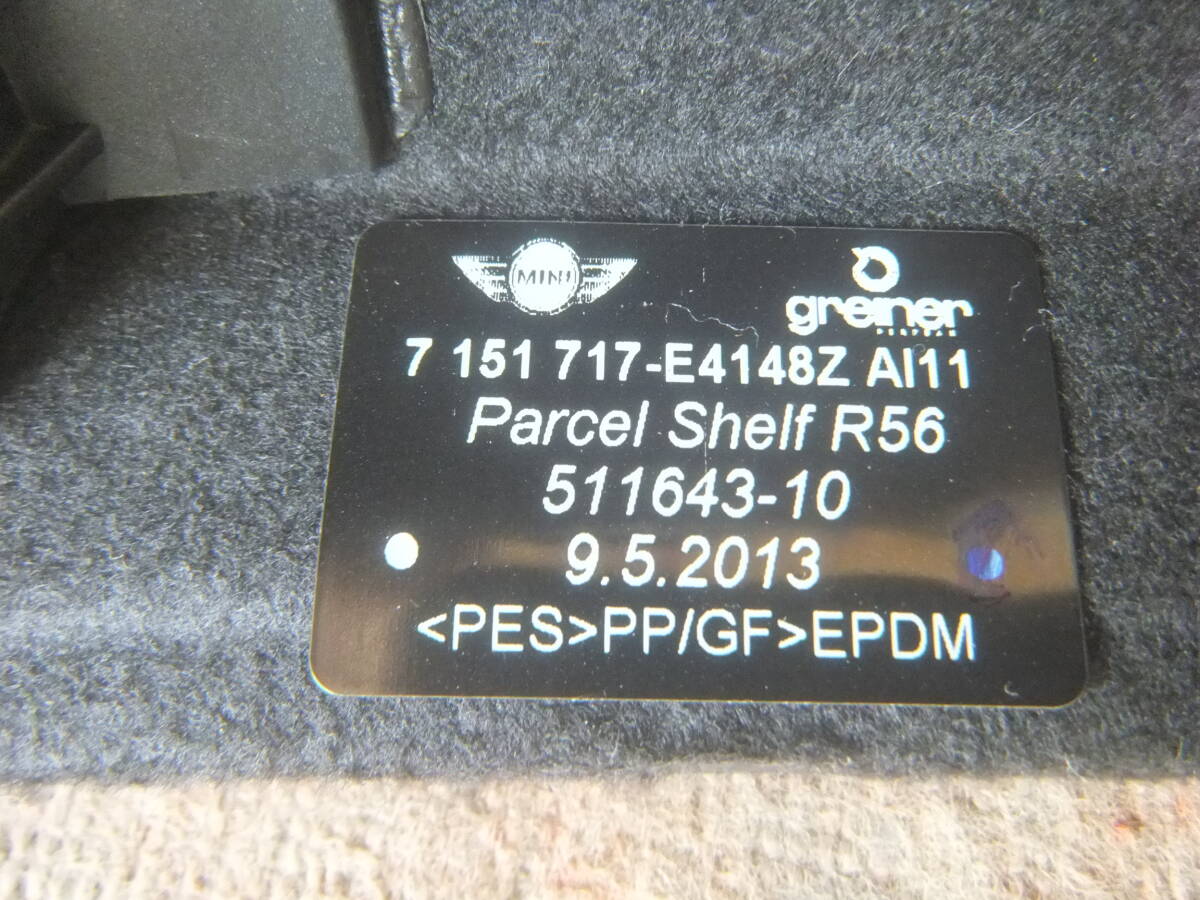 MINI
greiner
PERFOAM
7 151 717-E4148Z AI11
Parcel Shelf R56
511643-10
9.5.2013
<PES>PP/GF>EPDM